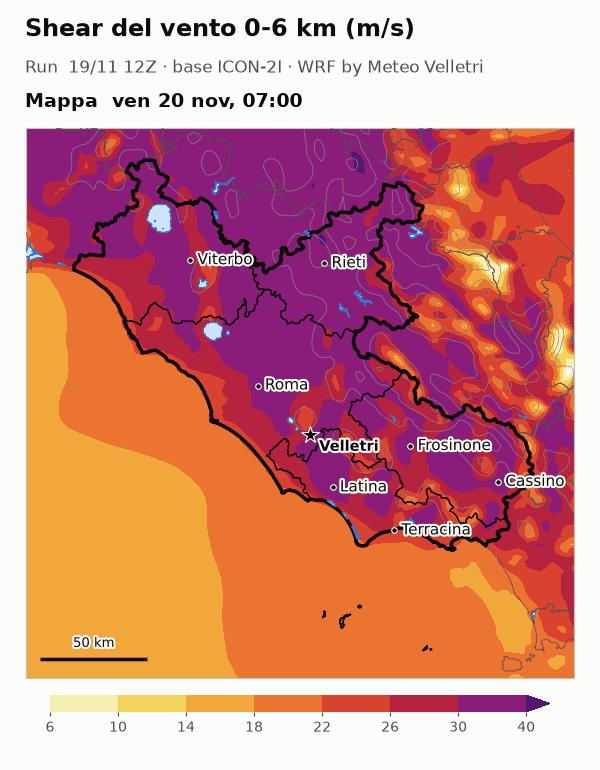 Shear del vento 0-6 km (m/s)
Run  19/11 12Z · base ICON-2I · WRF by Meteo Velletri
Mappa  ven 20 nov, 07:00
Viterbo
Rieti
Roma
Velletri
Frosinone
Latina
Cassino
Terracina
50 km
6 10 14 18 22 26 30 40